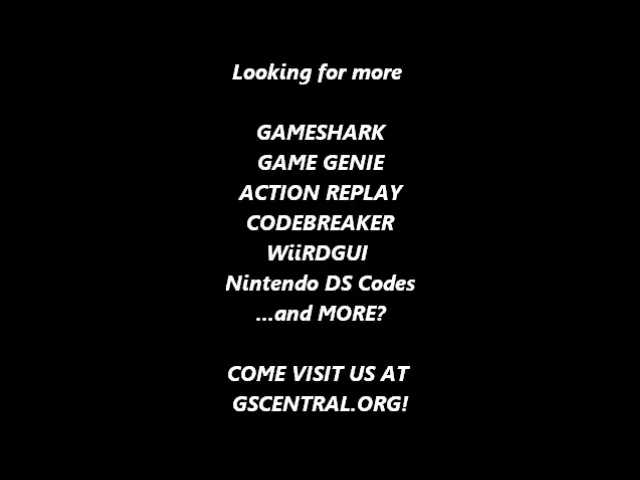 Looking for more
GAMESHARK
GAME GENIE
ACTION REPLAY
CODEBREAKER
WiiRDGUI
Nintendo DS Codes
...and MORE?
COME VISIT US AT
GSCENTRAL.ORG!